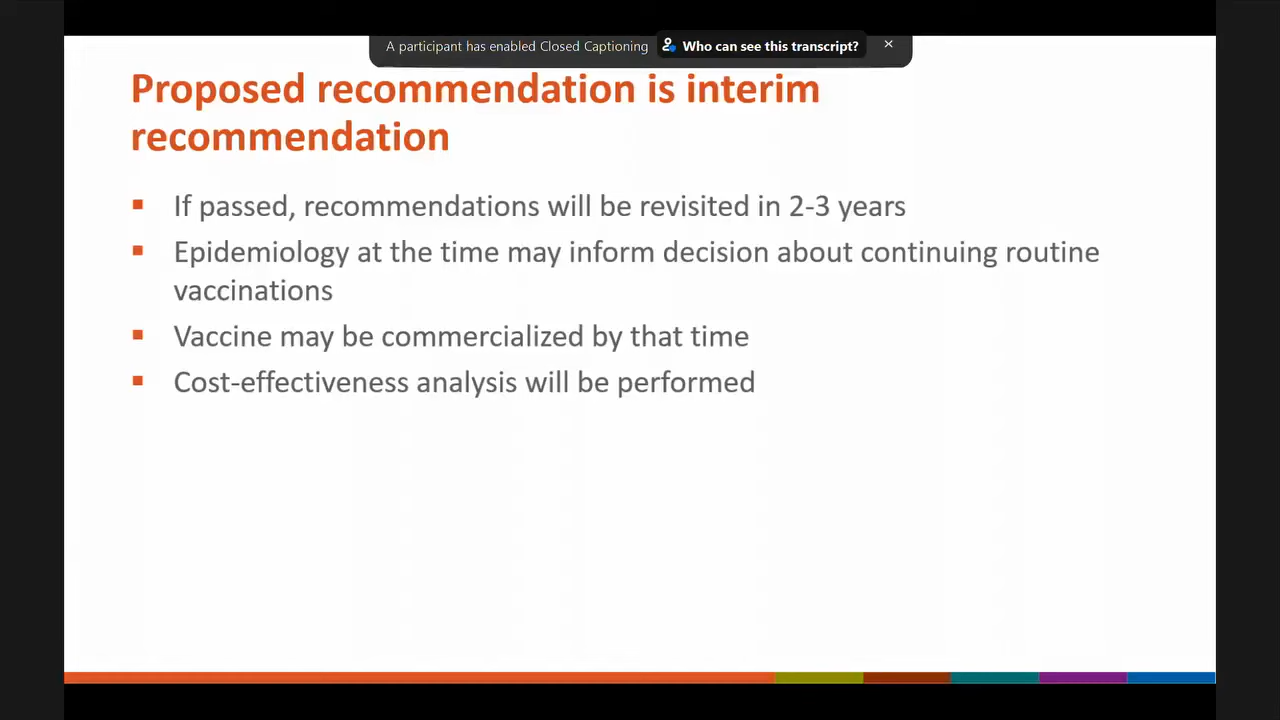 A participant has enabled Closed Captioning Who can see this transcript?
Proposed recommendation is interim
recommendation
▪ If passed, recommendations will be revisited in 2-3 years
▪ Epidemiology at the time may inform decision about continuing routine
vaccinations
▪ Vaccine may be commercialized by that time
▪ Cost-effectiveness analysis will be performed